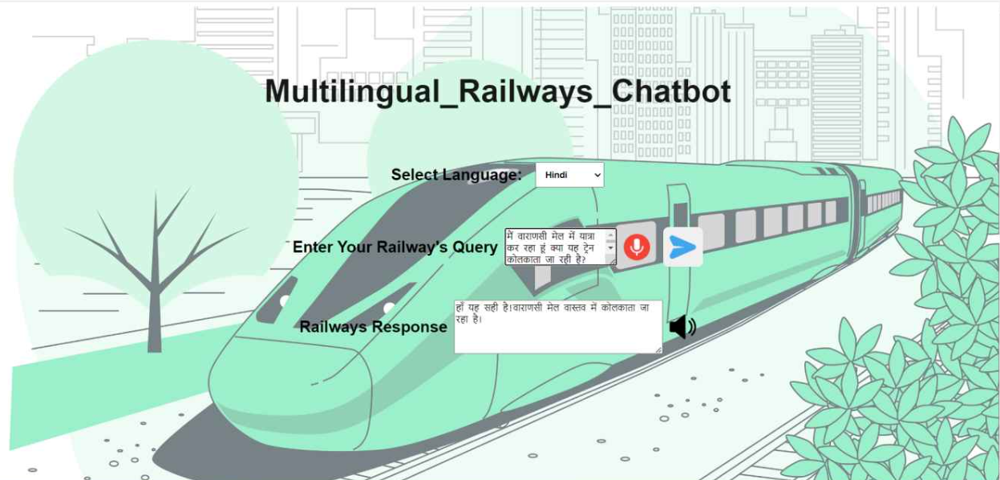 Multilingual_Railways_Chatbot
Select Language: Hindi
Enter Your Railway's Query
मैं वाराणसी मेल में यात्रा
कर रहा हूं क्या यह ट्रेन
कोलकाता जा रही है?
Railways Response
हाँ यह सही है।वाराणसी मेल वास्तव में कोलकाता जा
रहा है।